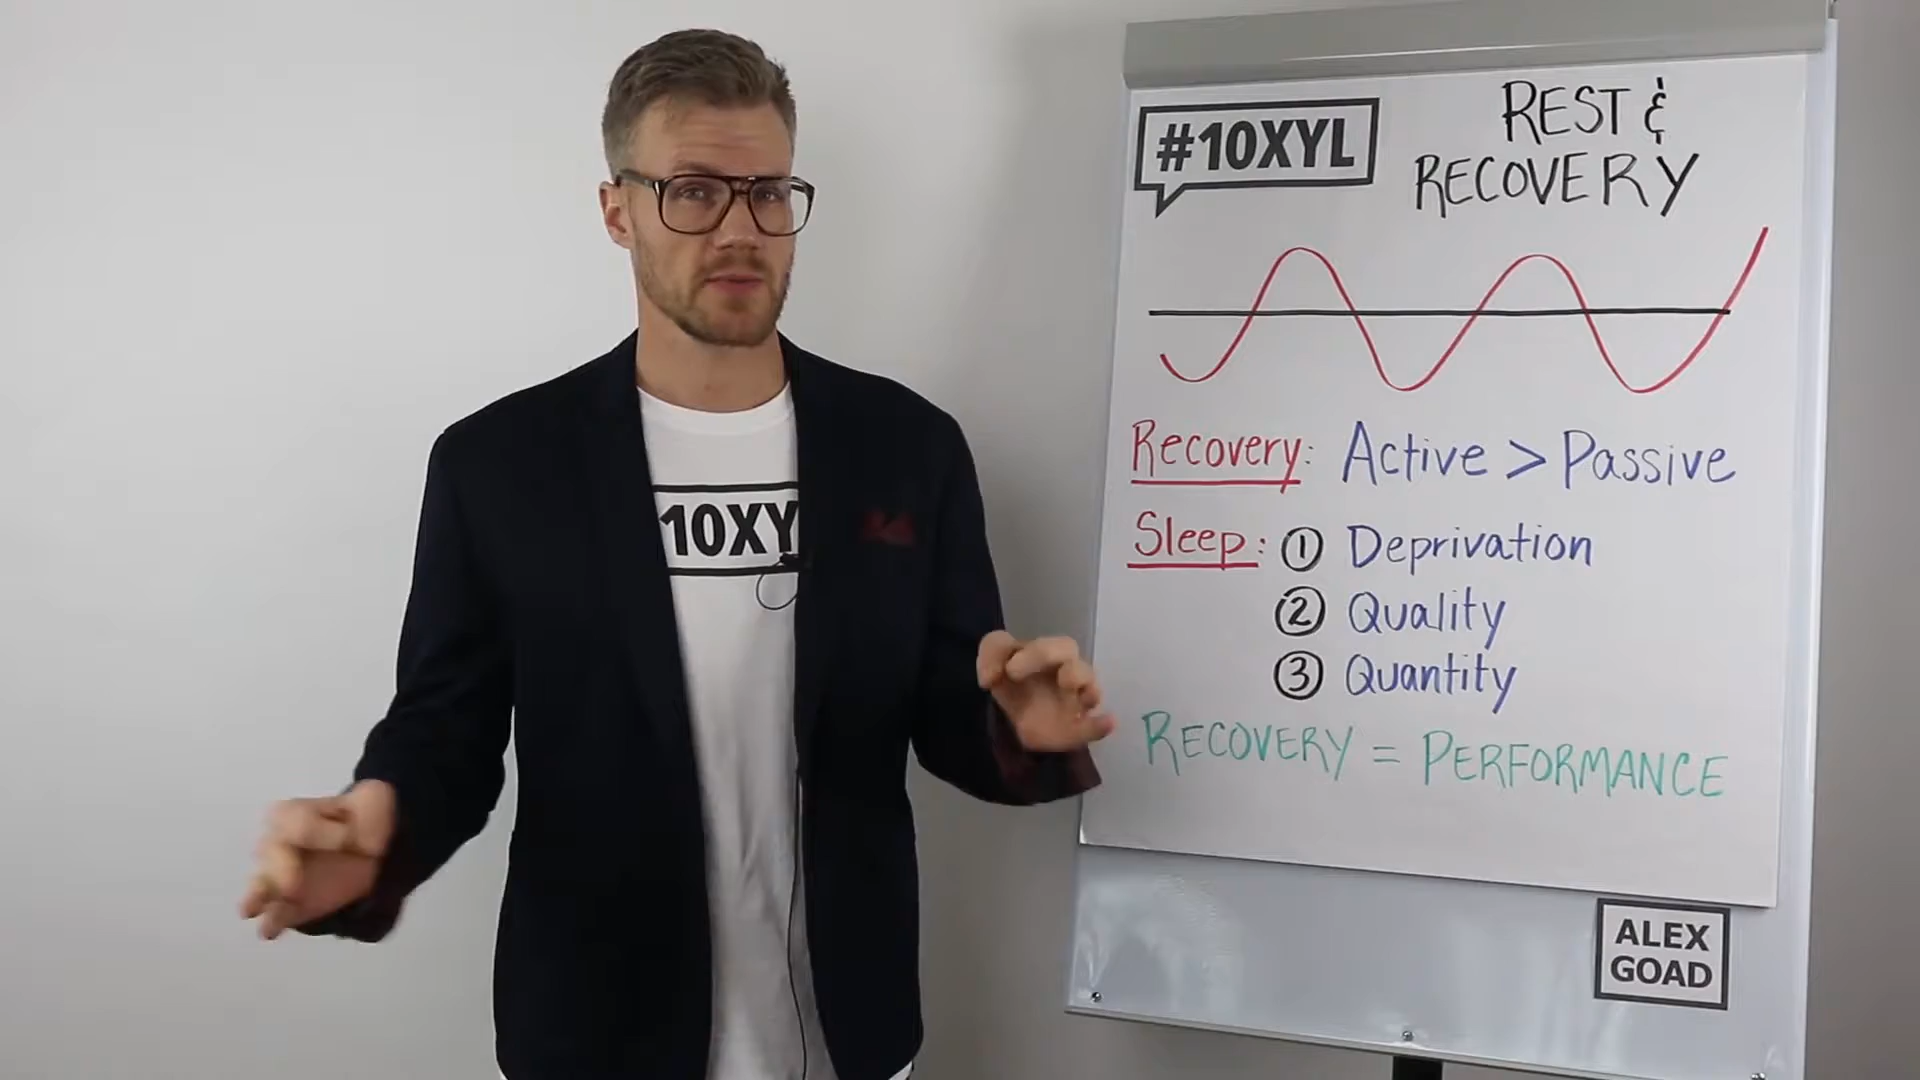 #10XYL
REST &
RECOVERY
Recovery: Active > Passive
Sleep: ① Deprivation
② Quality
③ Quantity
RECOVERY = PERFORMANCE
ALEX
GOAD
10XY